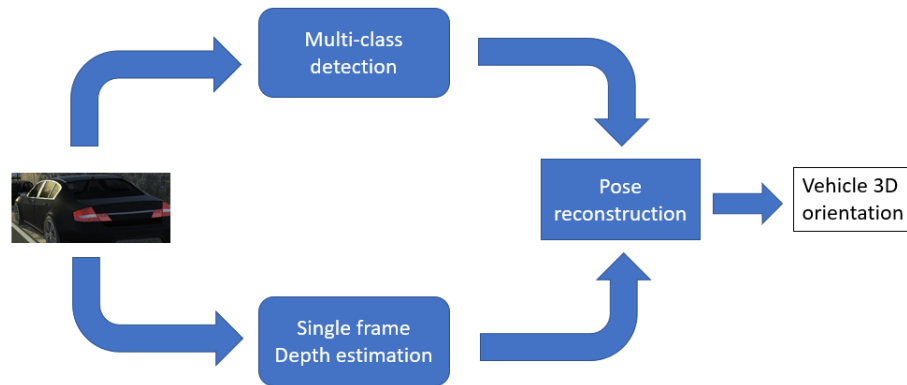 Multi-class
detection
Pose
reconstruction
Vehicle 3D
orientation
Single frame
Depth estimation